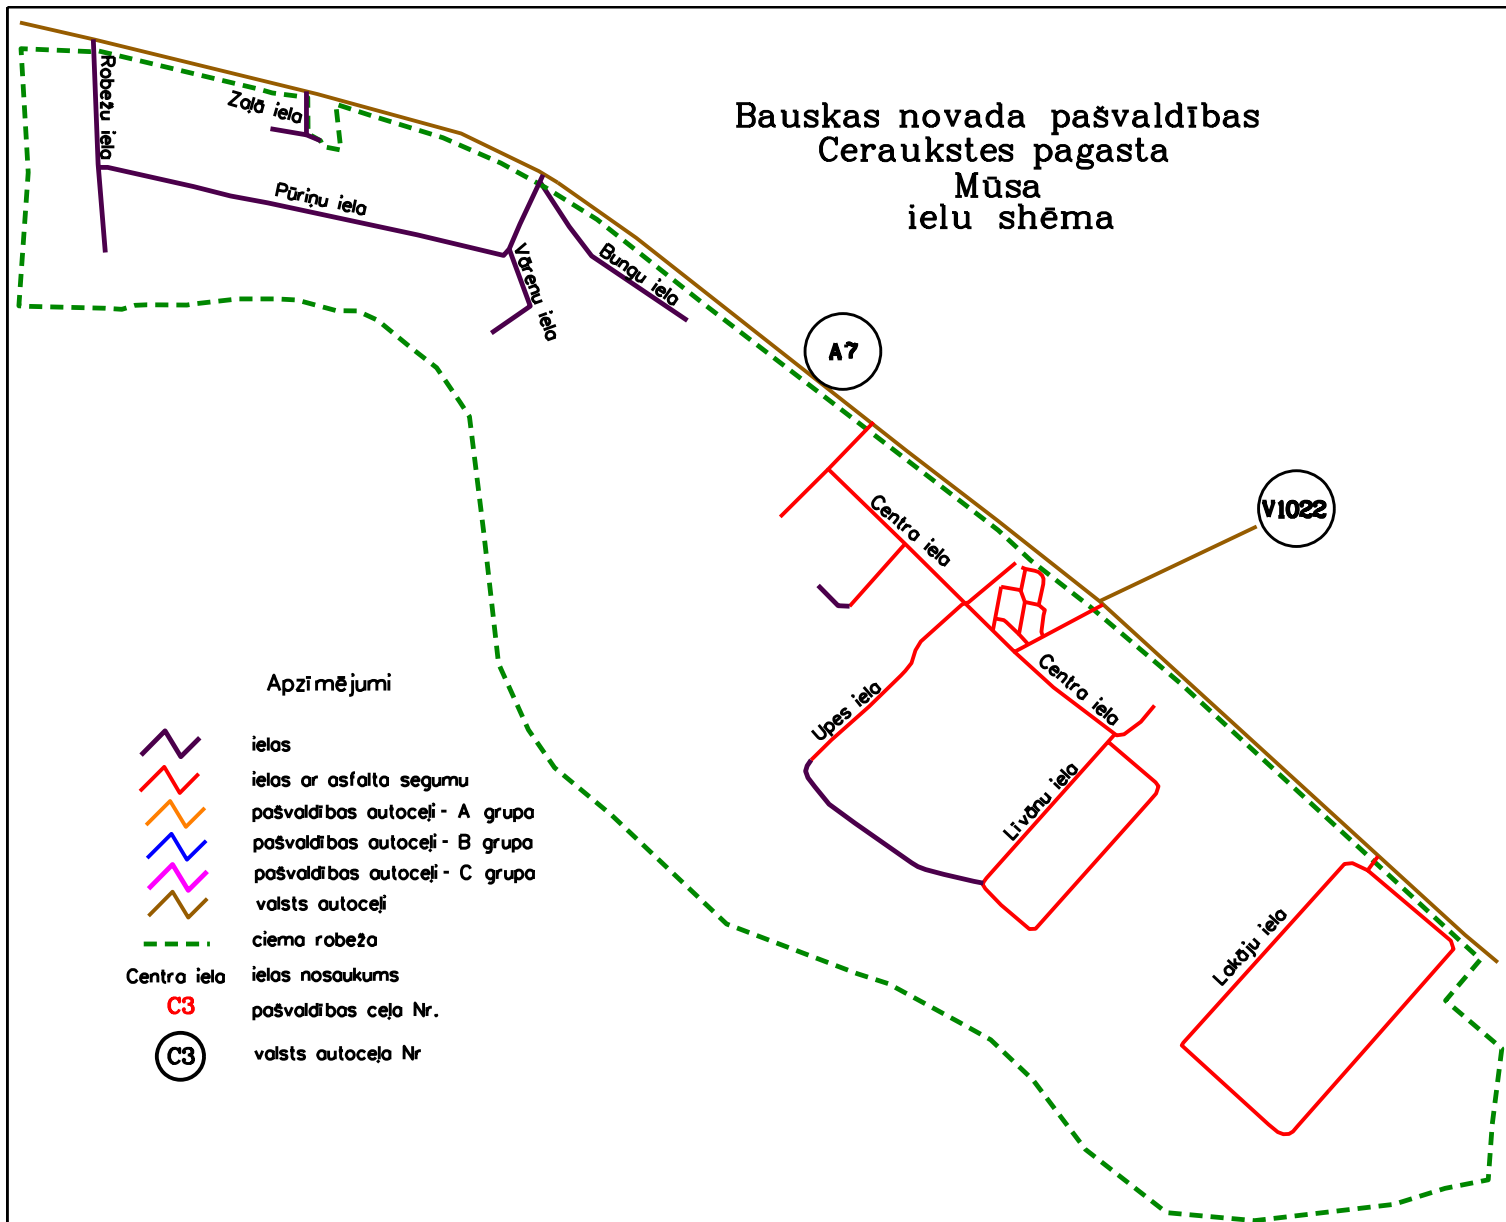 Bauskas novada pašvaldības
Ceraukstes pagasta
Mūsa
ielu shēma
Robežu iela
Zaļā iela
Pūriņu iela
Vārenu iela
Bungu iela
A7
V1022
Centra iela
Centra iela
Upes iela
Līvānu iela
Lakāju iela
Apzīmējumi
ielas
ielas ar asfalta segumu
pašvaldības autoceļi - A grupa
pašvaldības autoceļi - B grupa
pašvaldības autoceļi - C grupa
valsts autoceļi
ciema robeža
Centra iela ielas nosaukums
C3 pašvaldības ceļa Nr.
C3 valsts autoceļa Nr